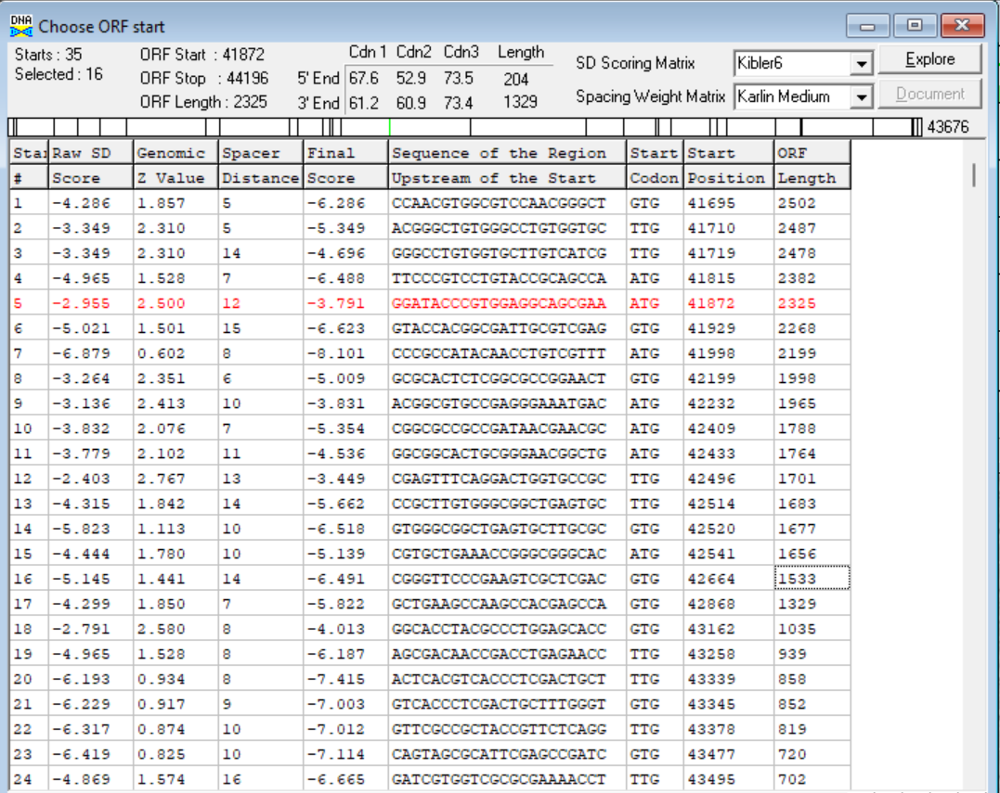 DNA Choose ORF start
Starts : 35 ORF Start : 41872 Cdn 1 Cdn2 Cdn3 Length SD Scoring Matrix Kibler6 Explore
Selected : 16 ORF Stop : 44196 5' End 67.6 52.9 73.5 204
ORF Length : 2325 3' End 61.2 60.9 73.4 1329 Spacing Weight Matrix Karlin Medium Document
43676
Star Raw SD Genomic Spacer Final Sequence of the Region Start Start ORF
# Score Z Value Distance Score Upstream of the Start Codon Position Length
1 -4.286 1.857 5 -6.286 CCAACGTGGCGTCCAACGGGCT GTG 41695 2502
2 -3.349 2.310 5 -5.349 ACGGGCTGTGGGCCTGTGGTGC TTG 41710 2487
3 -3.349 2.310 14 -4.696 GGGCCTGTGGTGCTTGTCATCG TTG 41719 2478
4 -4.965 1.528 7 -6.488 TTCCCGTCCTGTACCGCAGCCA ATG 41815 2382
5 -2.955 2.500 12 -3.791 GGATACCCGTGGAGGCAGCGAA ATG 41872 2325
6 -5.021 1.501 15 -6.623 GTACCACGGCGATTGCGTCGAG GTG 41929 2268
7 -6.879 0.602 8 -8.101 CCCGCCATACAACCTGTCGTTT ATG 41998 2199
8 -3.264 2.351 6 -5.009 GCGCACTCTCGGCGCCGGAACT GTG 42199 1998
9 -3.136 2.413 10 -3.831 ACGGCGTGCCGAGGGAAATGAC ATG 42232 1965
10 -3.832 2.076 7 -5.354 CGGCGCCGCCGATAACGAACGC ATG 42409 1788
11 -3.779 2.102 11 -4.536 GGCGGCACTGCGGGAACGGCTG ATG 42433 1764
12 -2.403 2.767 13 -3.449 CGAGTTTCAGGACTGGTGCCGC TTG 42496 1701
13 -4.315 1.842 14 -5.662 CCGCTTGTGGGCGGCTGAGTGC TTG 42514 1683
14 -5.823 1.113 10 -6.518 GTGGGCGGCTGAGTGCTTGCGC GTG 42520 1677
15 -4.444 1.780 10 -5.139 CGTGCTGAAACCGGGCGGGCAC ATG 42541 1656
16 -5.145 1.441 14 -6.491 CGGGTTCCCGAAGTCGCTCGAC GTG 42664 1533
17 -4.299 1.850 7 -5.822 GCTGAAGCCAAGCCACGAGCCA GTG 42868 1329
18 -2.791 2.580 8 -4.013 GGCACCTACGCCCTGGAGCACC GTG 43162 1035
19 -4.965 1.528 8 -6.187 AGCGACAACCGACCTGAGAACC TTG 43258 939
20 -6.193 0.934 8 -7.415 ACTCACGTCACCCTCGACTGCT TTG 43339 858
21 -6.229 0.917 9 -7.003 GTCACCCTCGACTGCTTTGGGT GTG 43345 852
22 -6.317 0.874 10 -7.012 GTTCGCCGCTACCGTTCTCAGG TTG 43378 819
23 -6.419 0.825 10 -7.114 CAGTAGCGCATTCGAGCCGATC GTG 43477 720
24 -4.869 1.574 16 -6.665 GATCGTGGTCGCGCGAAAACCT TTG 43495 702